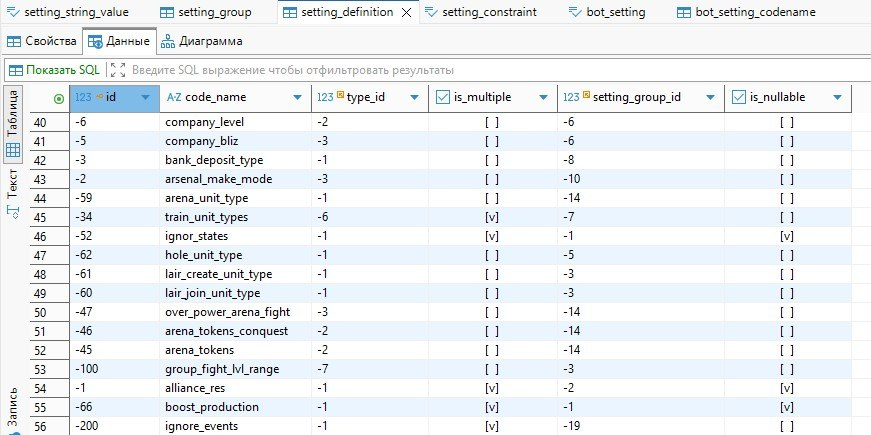 setting_string_value setting_group setting_definition setting_constraint bot_setting bot_setting_codename
Свойства Данные Диаграмма
Показать SQL Введите SQL выражение чтобы отфильтровать результаты
Таблица
Текст
Запись
123 id A-Z code_name 123 type_id is_multiple 123 setting_group_id is_nullable
40 -6 company_level -2 [ ] -6 [ ]
41 -5 company_bliz -3 [ ] -6 [ ]
42 -3 bank_deposit_type -1 [ ] -8 [ ]
43 -2 arsenal_make_mode -3 [ ] -10 [ ]
44 -59 arena_unit_type -1 [ ] -14 [ ]
45 -34 train_unit_types -6 [v] -7 [ ]
46 -52 ignor_states -1 [v] -1 [v]
47 -62 hole_unit_type -1 [ ] -5 [ ]
48 -61 lair_create_unit_type -1 [ ] -3 [ ]
49 -60 lair_join_unit_type -1 [ ] -3 [ ]
50 -47 over_power_arena_fight -3 [ ] -14 [ ]
51 -46 arena_tokens_conquest -2 [ ] -14 [ ]
52 -45 arena_tokens -2 [ ] -14 [ ]
53 -100 group_fight_lvl_range -7 [ ] -3 [ ]
54 -1 alliance_res -1 [v] -2 [v]
55 -66 boost_production -1 [v] -1 [v]
56 -200 ignore_events -1 [v] -19 [ ]